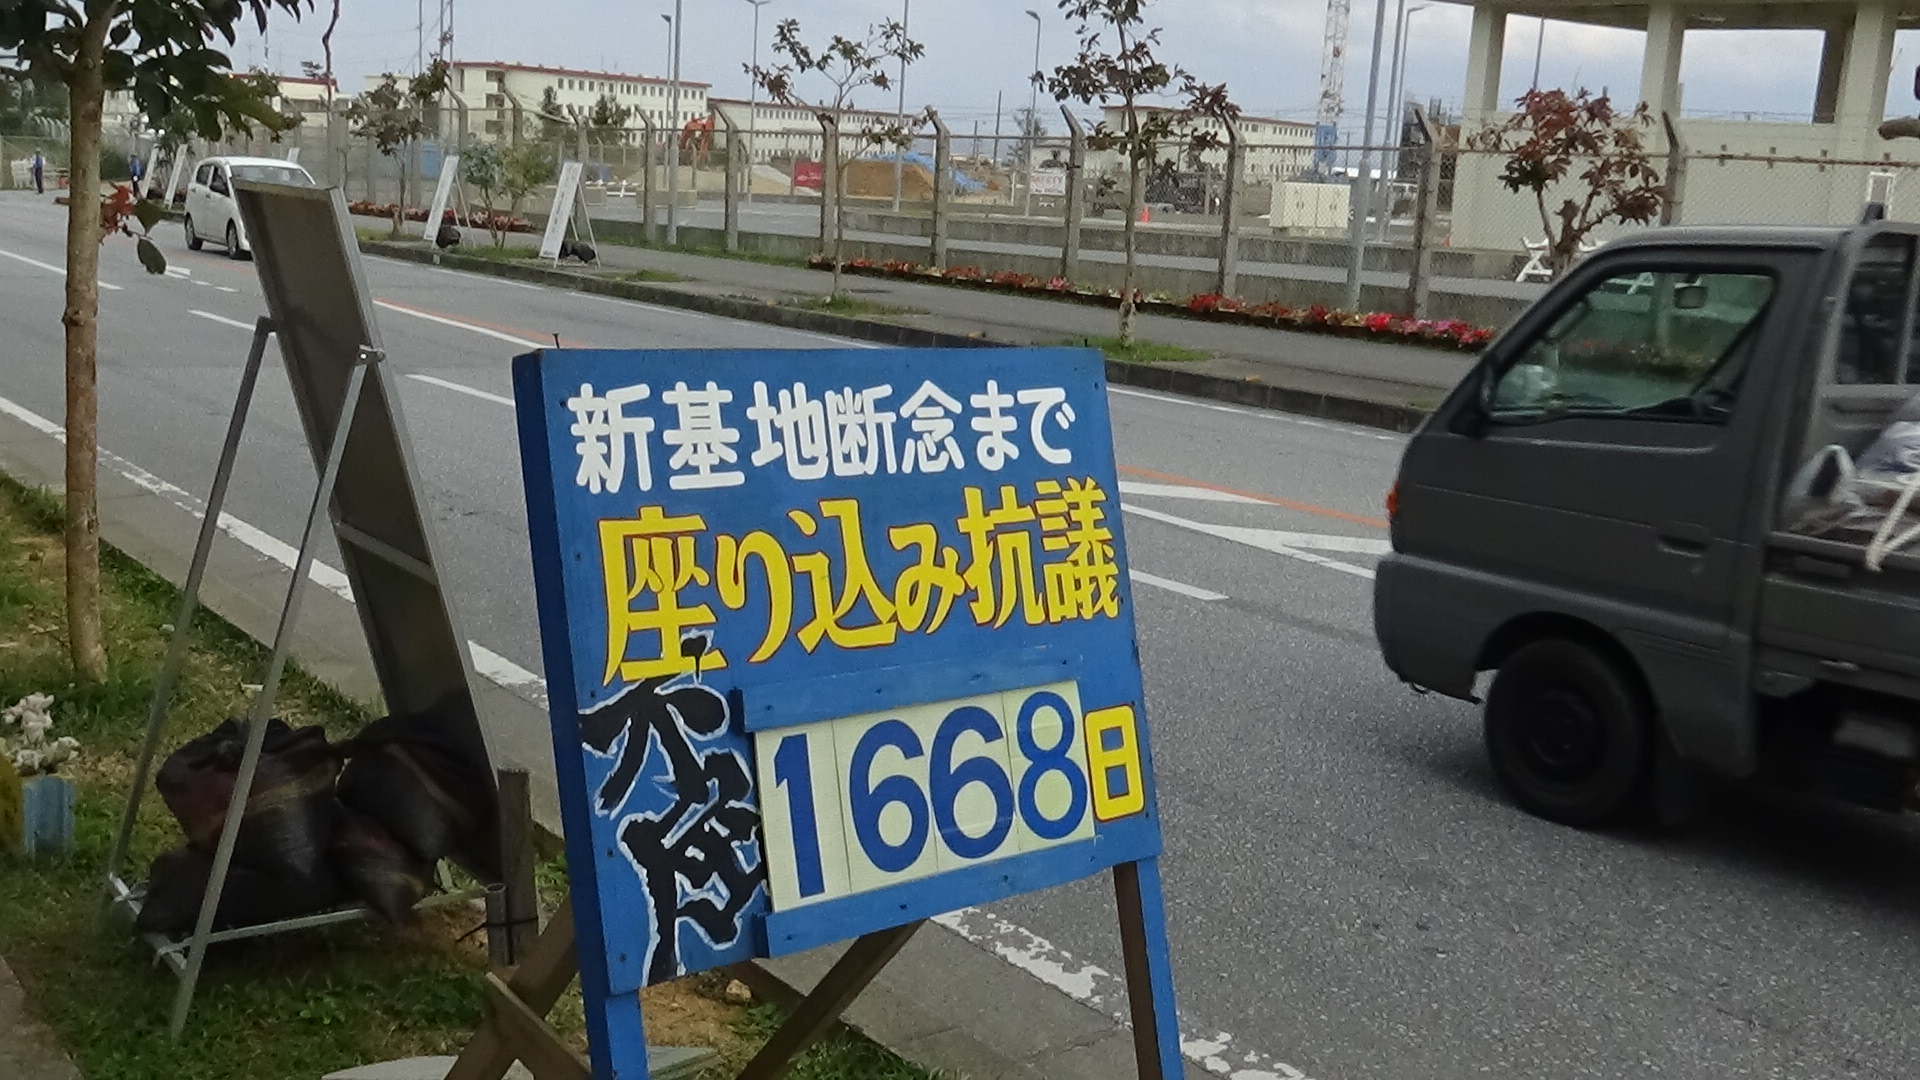 新基地断念まで
座り込み抗議
不屈
1668日